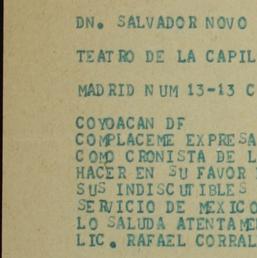 DN. SALVADOR NOVO
TEATRO DE LA CAPIL
MADRID NUM 13-13 C
COYOACAN DF
COMPLACEME EXPRESA
COMO CRONISTA DE L
HACER EN SU FAVOR
SUS INDISCUTIBLES
SERVICIO DE MEXICO
LO SALUDA ATENTAME
LIC. RAFAEL CORRAL